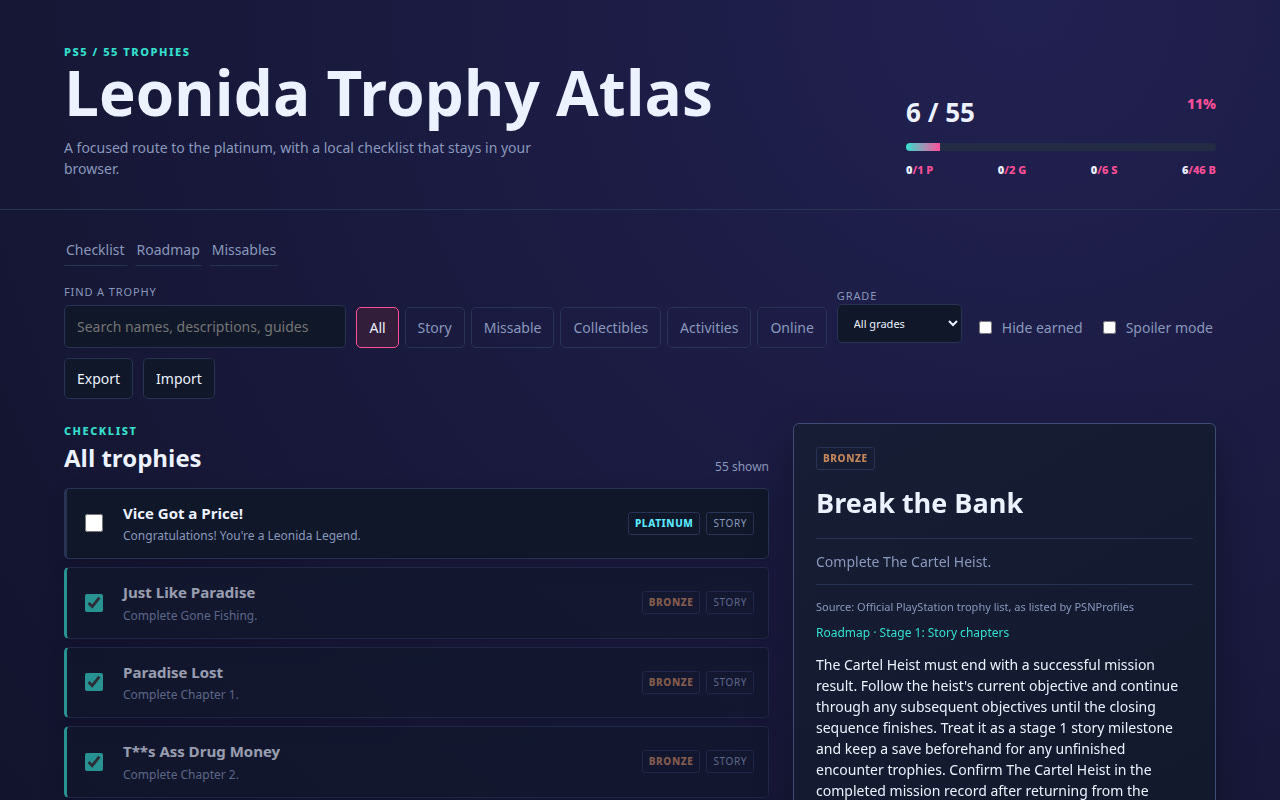 PS5 / 55 TROPHIES
Leonida Trophy Atlas
A focused route to the platinum, with a local checklist that stays in your
browser.
6 / 55
11%
0/1 P
0/2 G
0/6 S
6/46 B
Checklist
Roadmap
Missables
FIND A TROPHY
Search names, descriptions, guides
All
Story
Missable
Collectibles
Activities
Online
GRADE
All grades
Hide earned
Spoiler mode
Export
Import
CHECKLIST
All trophies
55 shown
Vice Got a Price!
Congratulations! You're a Leonida Legend.
PLATINUM
STORY
Just Like Paradise
Complete Gone Fishing.
BRONZE
STORY
Paradise Lost
Complete Chapter 1.
BRONZE
STORY
T**s Ass Drug Money
Complete Chapter 2.
BRONZE
STORY
BRONZE
Break the Bank
Complete The Cartel Heist.
Source: Official PlayStation trophy list, as listed by PSNProfiles
Roadmap · Stage 1: Story chapters
The Cartel Heist must end with a successful mission
result. Follow the heist's current objective and continue
through any subsequent objectives until the closing
sequence finishes. Treat it as a stage 1 story milestone
and keep a save beforehand for any unfinished
encounter trophies. Confirm The Cartel Heist in the
completed mission record after returning from the